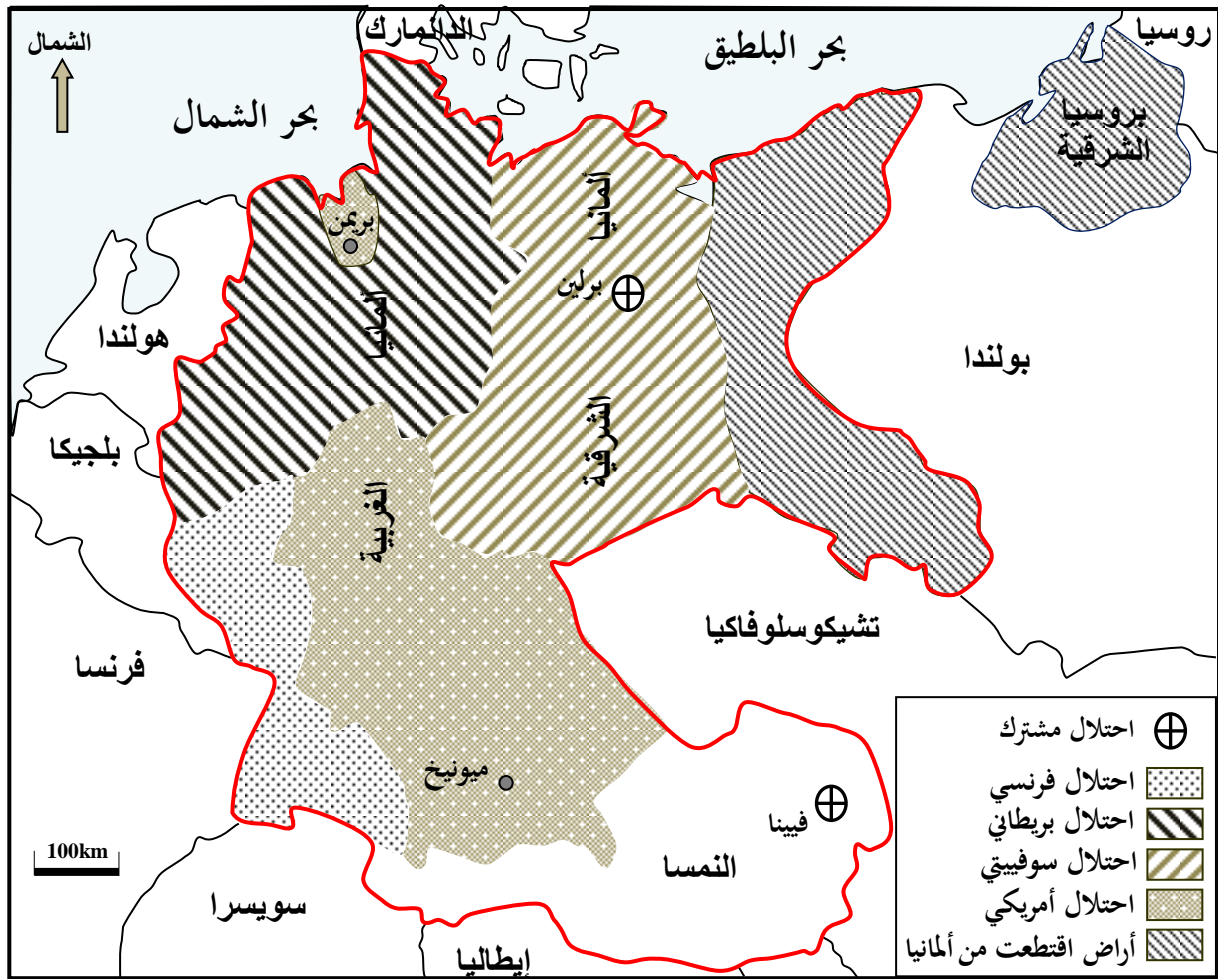 الشمال
الدانمارك
بحر البلطيق
روسيا
بحر الشمال
بروسيا
الشرقية
ألمانيا
بريمن
برلين
هولندا
ألمانيا
بولندا
بلجيكا
الشرقية
الغربية
تشيكوسلوفاكيا
فرنسا
ميونيخ
فيينا
النمسا
سويسرا
إيطاليا
100km
احتلال مشترك
احتلال فرنسي
احتلال بريطاني
احتلال سوفييتي
احتلال أمريكي
أراض اقتطعت من ألمانيا